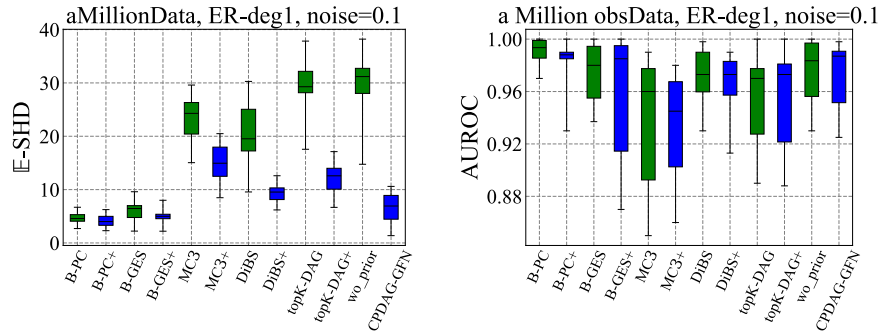 aMillionData, ER-deg1, noise=0.1
40
30
20
10
0
𝔼-SHD
B-PC
B-PC+
B-GES
B-GES+
MC3
MC3+
DiBS
DiBS+
topK-DAG
topK-DAG+
wo_prior
CPDAG-GFN
a Million obsData, ER-deg1, noise=0.1
1.00
0.96
0.92
0.88
AUROC
B-PC
B-PC+
B-GES
B-GES+
MC3
MC3+
DiBS
DiBS+
topK-DAG
topK-DAG+
wo_prior
CPDAG-GFN